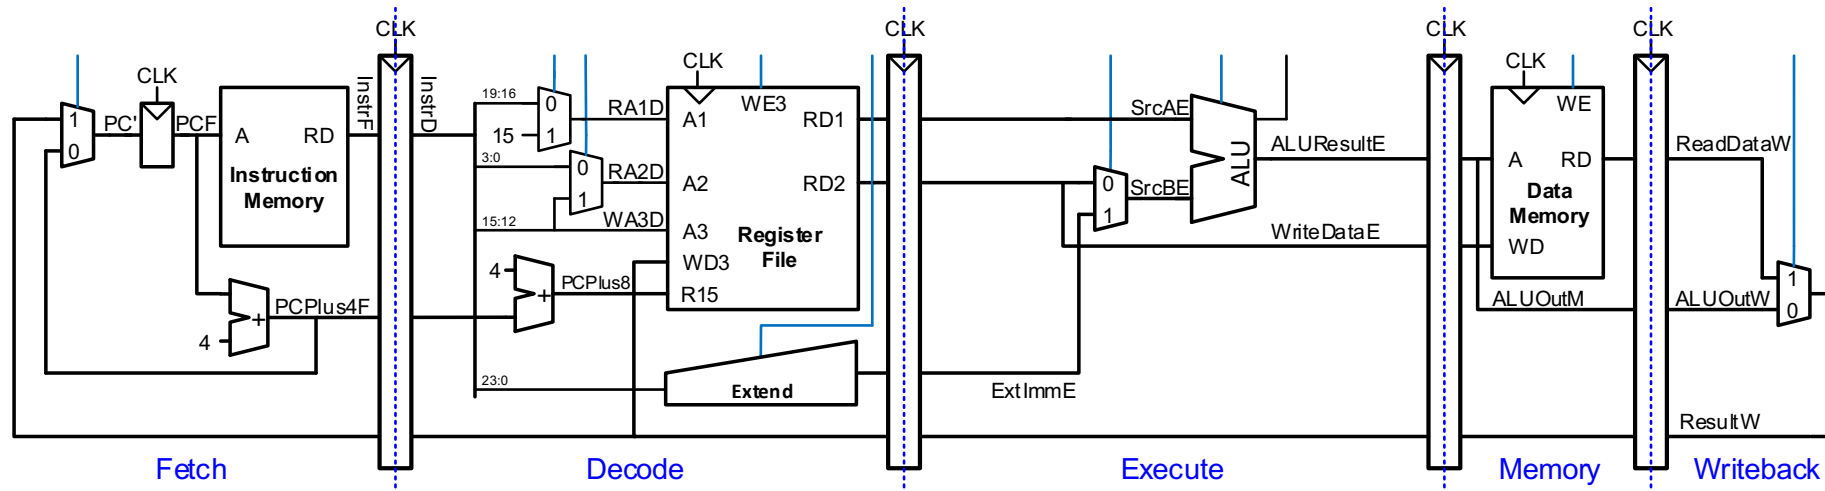 CLK
CLK
CLK
CLK
CLK
CLK
CLK
1
0
PC'
PCF
A
RD
Instruction
Memory
InstrF
InstrD
4
+
PCPlus4F
19:16
0
15
1
RA1D
3:0
0
1
RA2D
15:12
WA3D
4
+
PCPlus8
23:0
WE3
A1
RD1
A2
RD2
A3
Register
File
WD3
R15
Extend
ExtImmE
SrcAE
0
1
SrcBE
ALU
ALUResultE
WriteDataE
WE
A
RD
Data
Memory
WD
ALUOutM
ReadDataW
ALUOutW
1
0
ResultW
Fetch
Decode
Execute
Memory
Writeback